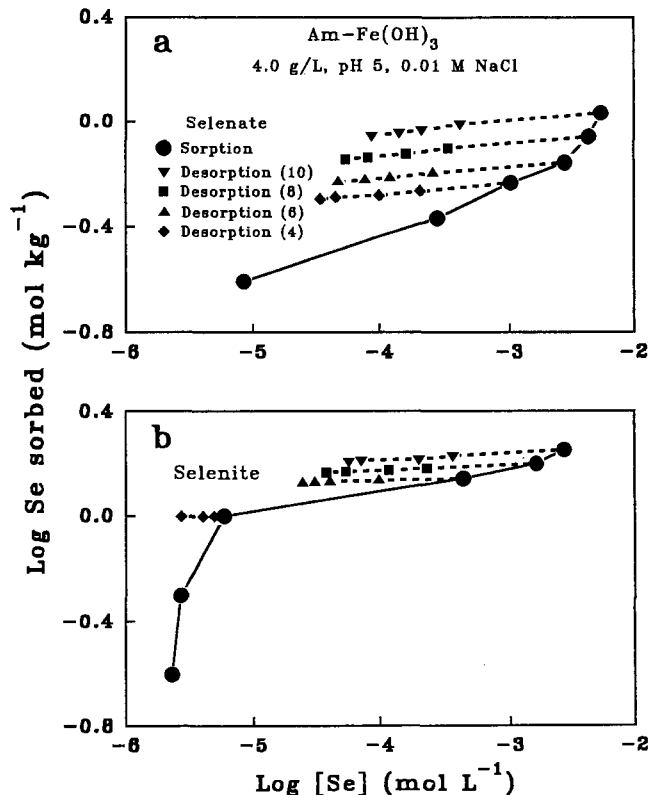 a
Am-Fe(OH)3
4.0 g/L, pH 5, 0.01 M NaCl
Selenate
Sorption
Desorption (10)
Desorption (8)
Desorption (6)
Desorption (4)
0.4
0.0
-0.4
-0.8
-6
-5
-4
-3
-2
b
Selenite
0.4
0.0
-0.4
-0.8
-6
-5
-4
-3
-2
Log Se sorbed (mol kg-1)
Log [Se] (mol L-1)